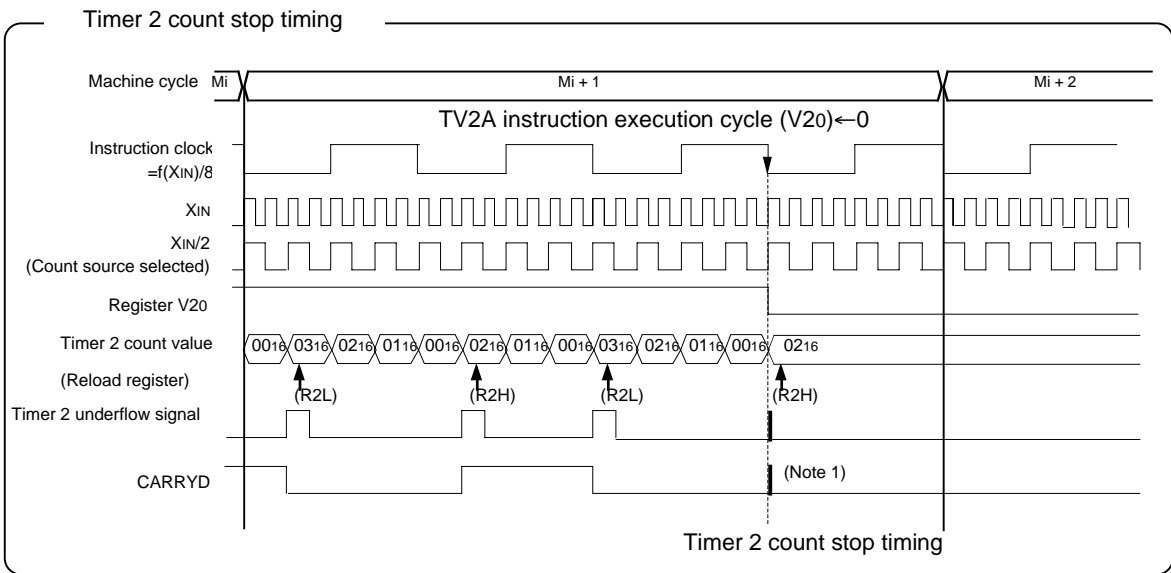 Timer 2 count stop timing
Machine cycle Mi Mi + 1 Mi + 2
TV2A instruction execution cycle (V20)←0
Instruction clock
=f(XIN)/8
XIN
XIN/2
(Count source selected)
Register V20
Timer 2 count value 0016 0316 0216 0116 0016 0216 0116 0016 0316 0216 0116 0016 0216
(Reload register) (R2L) (R2H) (R2L) (R2H)
Timer 2 underflow signal
CARRYD (Note 1)
Timer 2 count stop timing